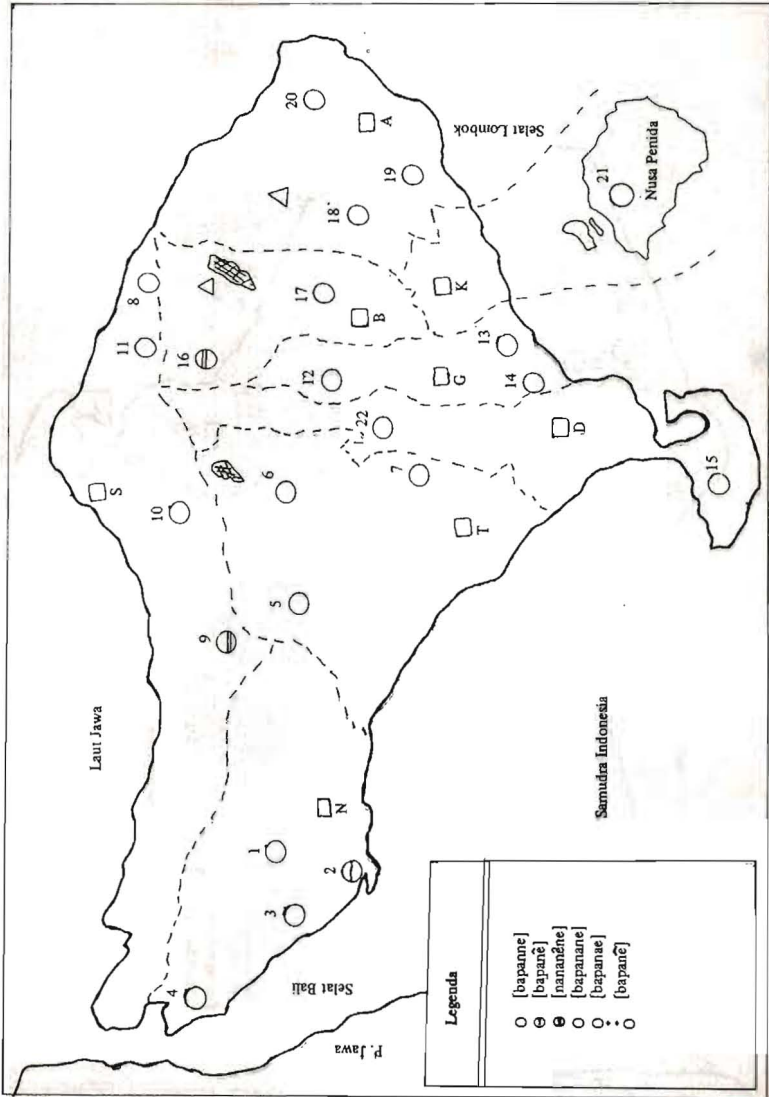 Laut Jawa
P. Jawa
Selat Bali
Samudra Indonesia
Selat Lombok
Nusa Penida
1
2
3
4
5
6
7
8
9
10
11
12
13
14
15
16
17
18
19
20
21
22
N
S
T
D
G
B
K
A
Legenda
[bapanne]
[bapanê]
[nananêne]
[bapanane]
[bapanae]
[bapanê]